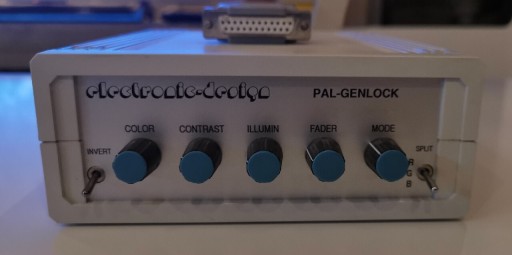 electronic-design PAL-GENLOCK
COLOR CONTRAST ILLUMIN FADER MODE
INVERT SPLIT
R
G
B